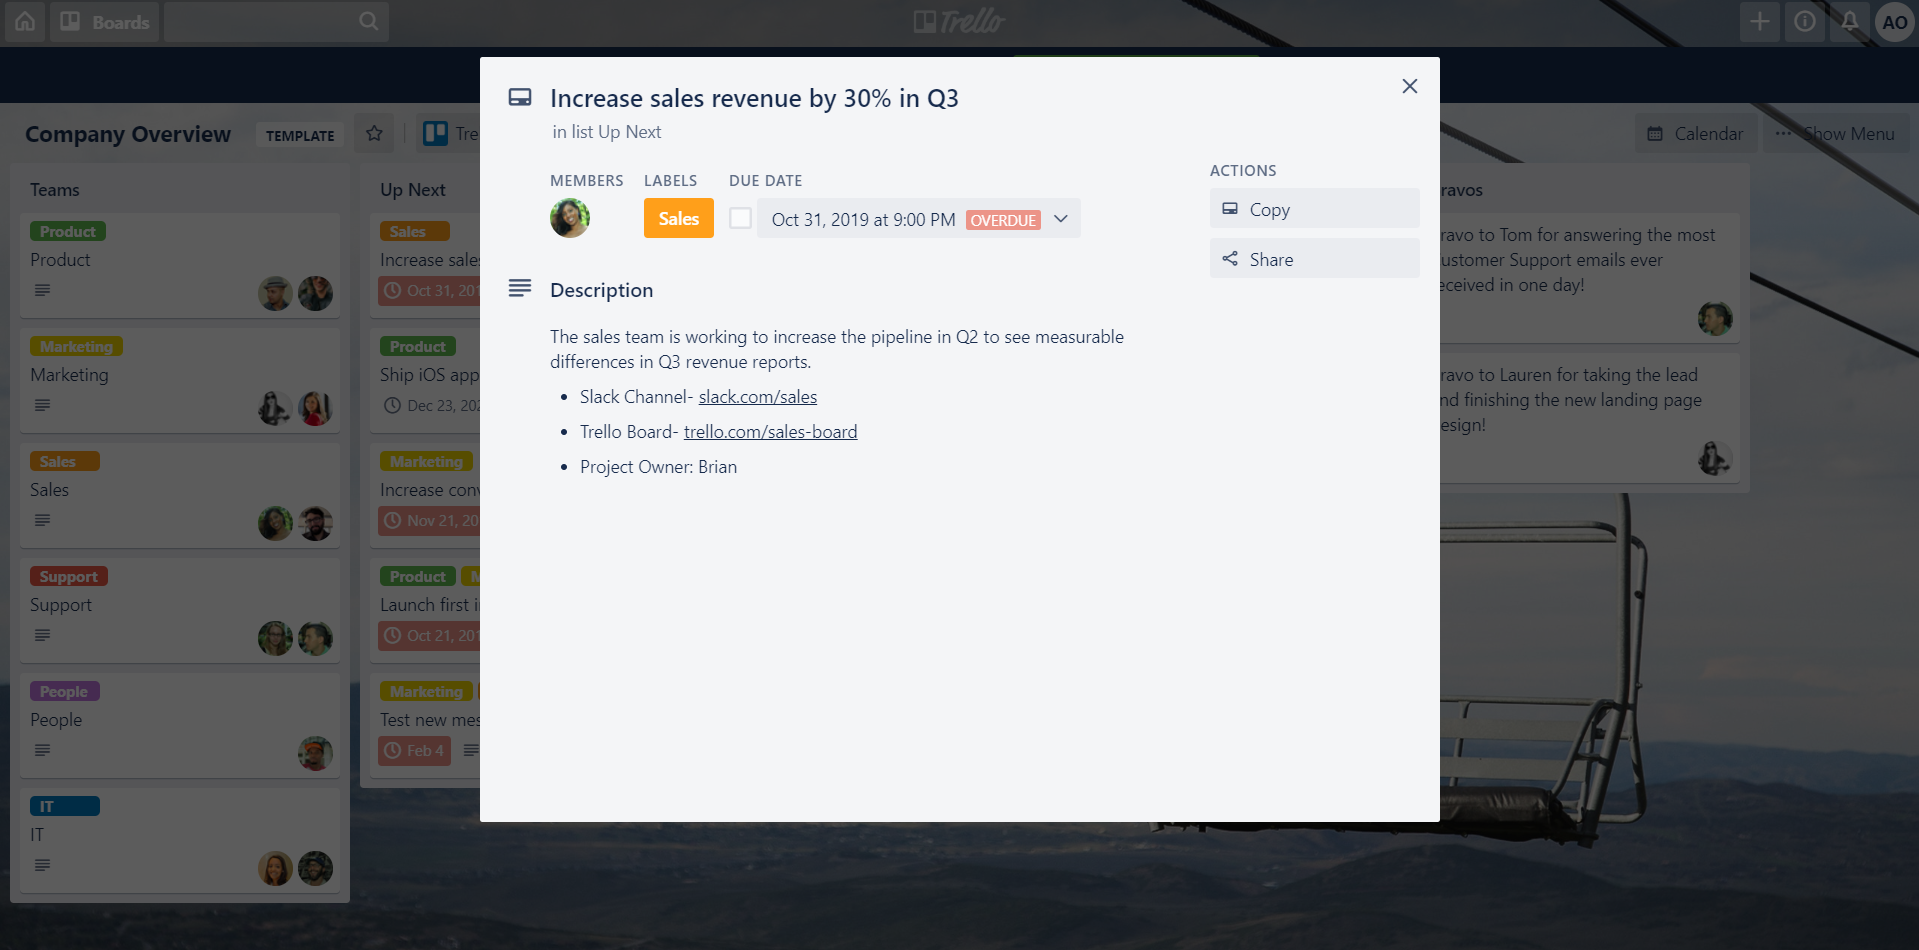 Boards
Trello
AO
Company Overview
TEMPLATE
Tre
Calendar
Show Menu
Teams
Product
Product
Marketing
Marketing
Sales
Sales
Support
Support
People
People
IT
IT
Up Next
Sales
Increase sale
Oct 31, 201
Product
Ship iOS app
Dec 23, 202
Marketing
Increase conv
Nov 21, 20
Product
Launch first i
Oct 21, 201
Marketing
Test new mes
Feb 4
Increase sales revenue by 30% in Q3
in list Up Next
MEMBERS LABELS DUE DATE
Sales
Oct 31, 2019 at 9:00 PM OVERDUE
Description
The sales team is working to increase the pipeline in Q2 to see measurable
differences in Q3 revenue reports.
Slack Channel- slack.com/sales
Trello Board- trello.com/sales-board
Project Owner: Brian
ACTIONS
Copy
Share
ravos
ravo to Tom for answering the most
ustomer Support emails ever
eceived in one day!
ravo to Lauren for taking the lead
nd finishing the new landing page
esign!